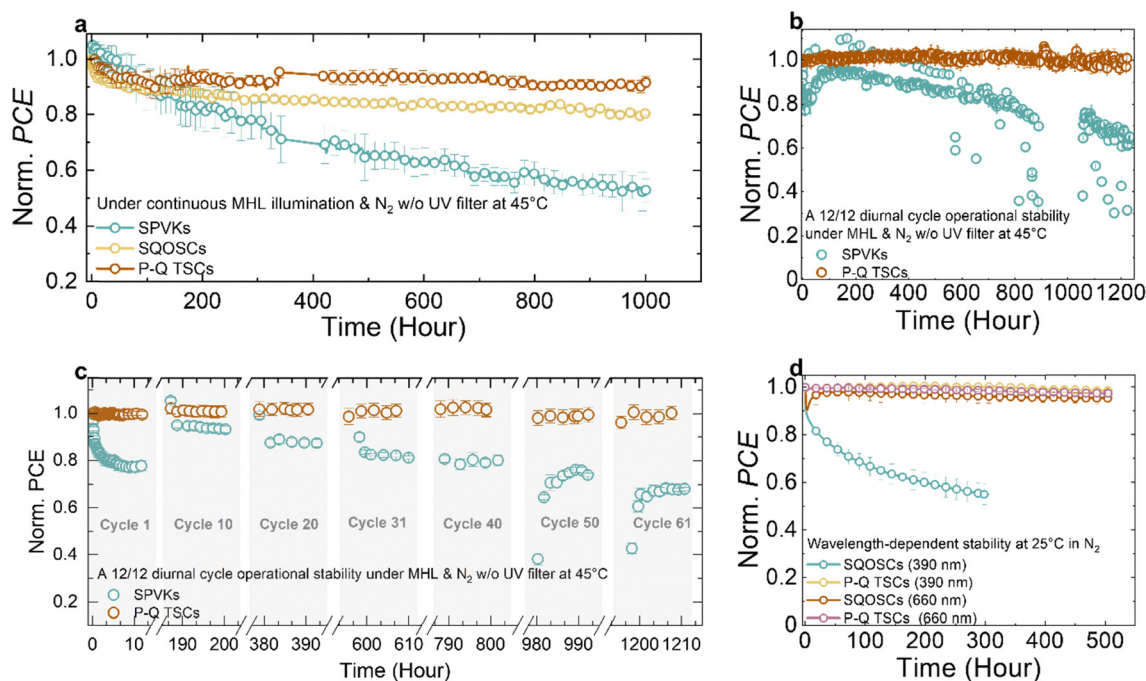 a
Norm. PCE
1.0
0.8
0.6
0.4
0.2
Under continuous MHL illumination & N₂ w/o UV filter at 45°C
SPVKs
SQOSCs
P-Q TSCs
0 200 400 600 800 1000
Time (Hour)
b
Norm. PCE
1.0
0.8
0.6
0.4
0.2
0
A 12/12 diurnal cycle operational stability
under MHL & N₂ w/o UV filter at 45°C
SPVKs
P-Q TSCs
0 200 400 600 800 1000 1200
Time (Hour)
c
Norm. PCE
1.0
0.8
0.6
0.4
0.2
Cycle 1 Cycle 10 Cycle 20 Cycle 31 Cycle 40 Cycle 50 Cycle 61
A 12/12 diurnal cycle operational stability under MHL & N₂ w/o UV filter at 45°C
SPVKs
P-Q TSCs
0 10 190 200 380 390 600 610 790 800 980 990 1200 1210
Time (Hour)
d
Norm. PCE
1.0
0.8
0.6
0.4
0.2
0
Wavelength-dependent stability at 25°C in N₂
SQOSCs (390 nm)
P-Q TSCs (390 nm)
SQOSCs (660 nm)
P-Q TSCs (660 nm)
0 100 200 300 400 500
Time (Hour)